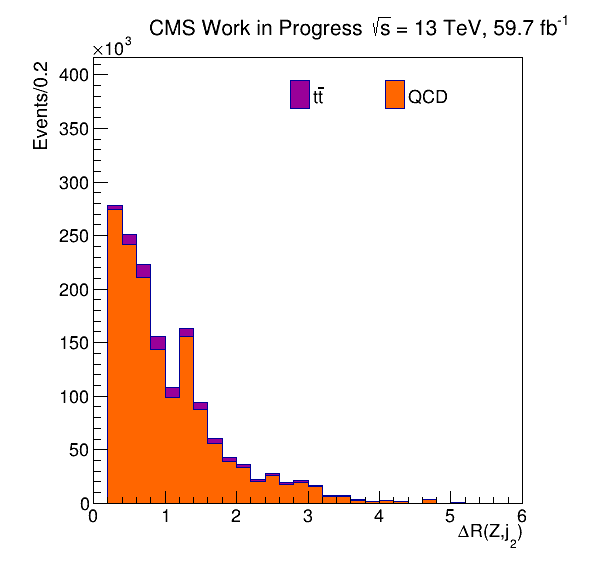 CMS Work in Progress √s = 13 TeV, 59.7 fb⁻¹
×10³
Events/0.2
400
350
300
250
200
150
100
50
0
tt̄
QCD
0 1 2 3 4 5 6
ΔR(Z,j₂)